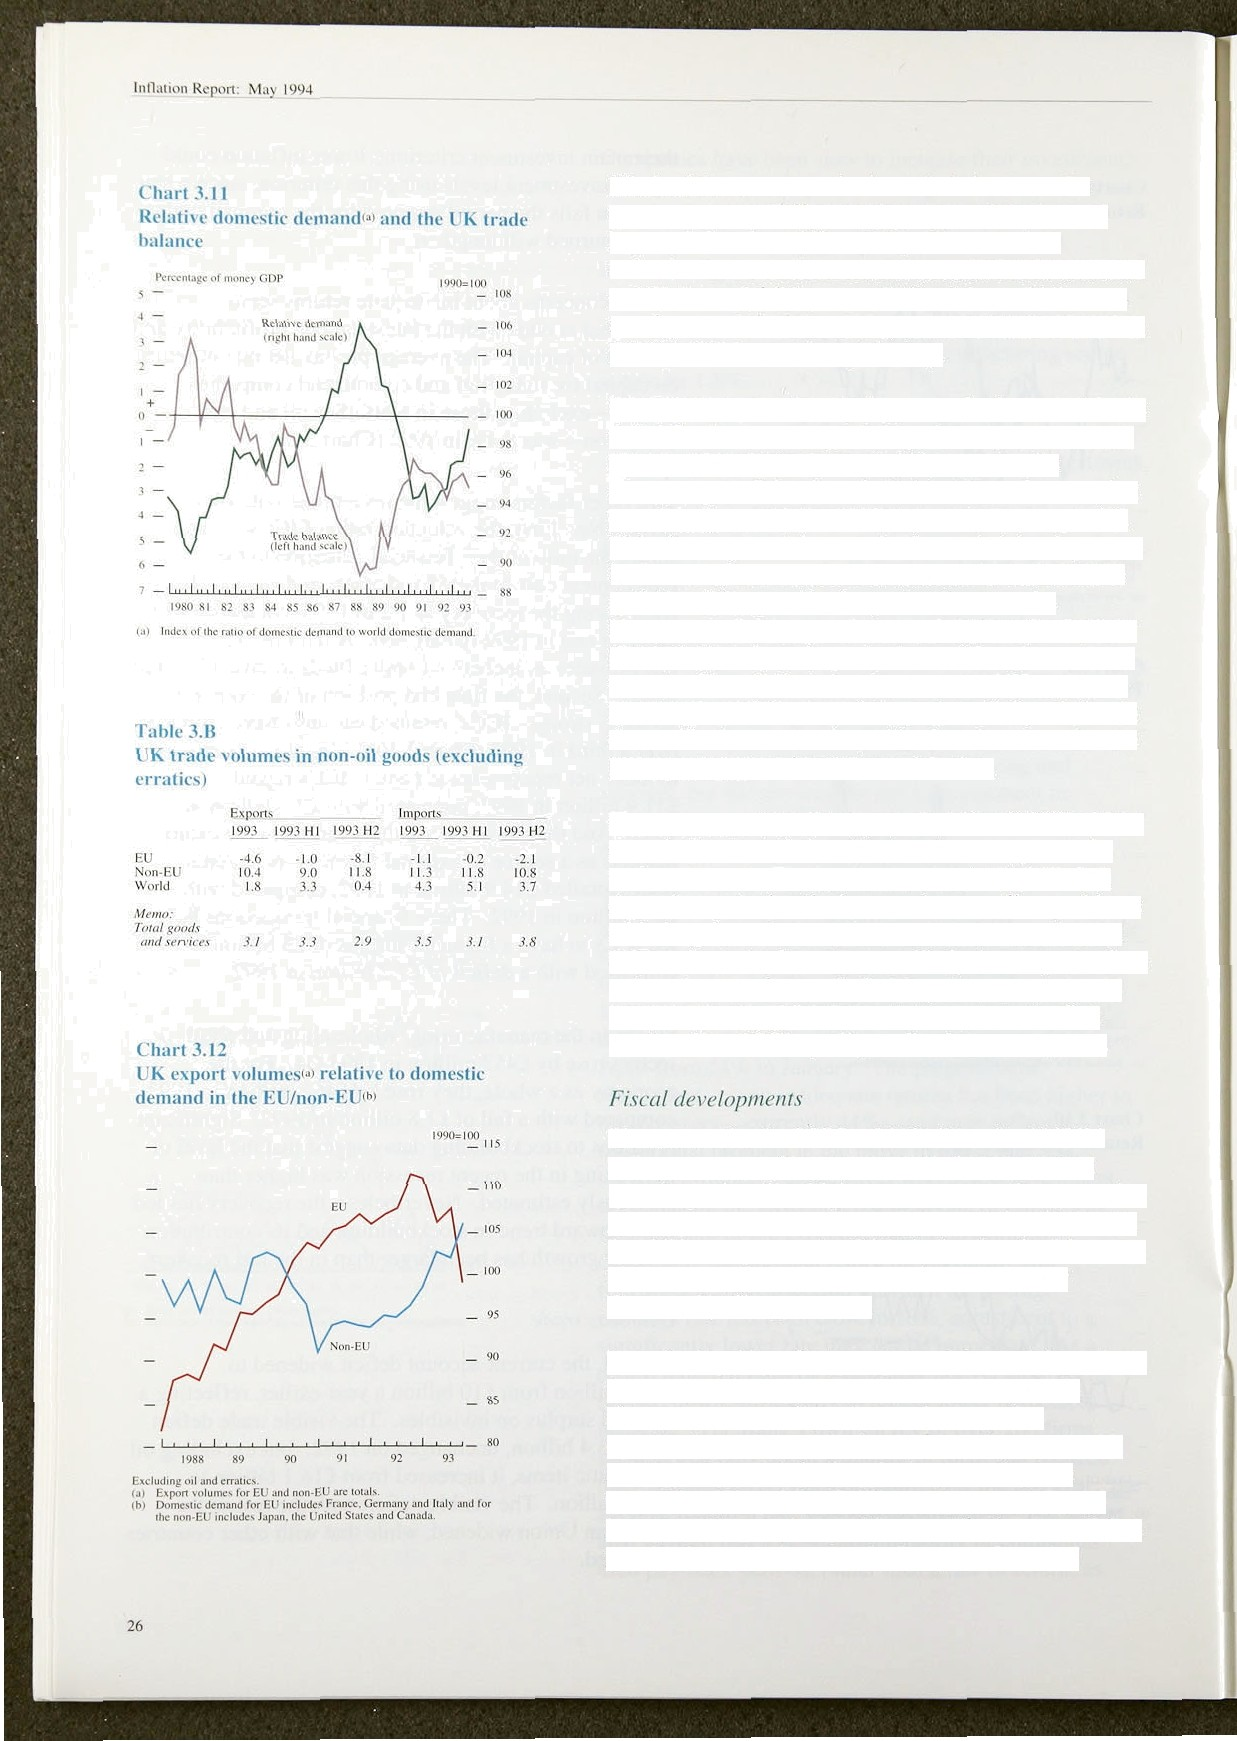 Inflation Report: May 1994
Chart 3.11
Relative domestic demand(a) and the UK trade
balance
Percentage of money GDP
1990=100
5 108
4 106
3 104
2 102
1
+
0 100
–
1 98
2 96
3 94
4 92
5 90
6
7 88
Relative demand
(right hand scale)
Trade balance
(left hand scale)
1980 81 82 83 84 85 86 87 88 89 90 91 92 93
(a) Index of the ratio of domestic demand to world domestic demand.
Table 3.B
UK trade volumes in non-oil goods (excluding
erratics)
Exports Imports
1993 1993 H1 1993 H2 1993 1993 H1 1993 H2
EU -4.6 -1.0 -8.1 -1.1 -0.2 -2.1
Non-EU 10.4 9.0 11.8 11.3 11.8 10.8
World 1.8 3.3 0.4 4.3 5.1 3.7
Memo:
Total goods
and services 3.1 3.3 2.9 3.5 3.1 3.8
Chart 3.12
UK export volumes(a) relative to domestic
demand in the EU/non-EU(b)
1990=100
115
110
EU
105
100
95
Non-EU
90
85
80
1988 89 90 91 92 93
Excluding oil and erratics.
(a) Export volumes for EU and non-EU are totals.
(b) Domestic demand for EU includes France, Germany and Italy and for
the non-EU includes Japan, the United States and Canada.
Fiscal developments
26